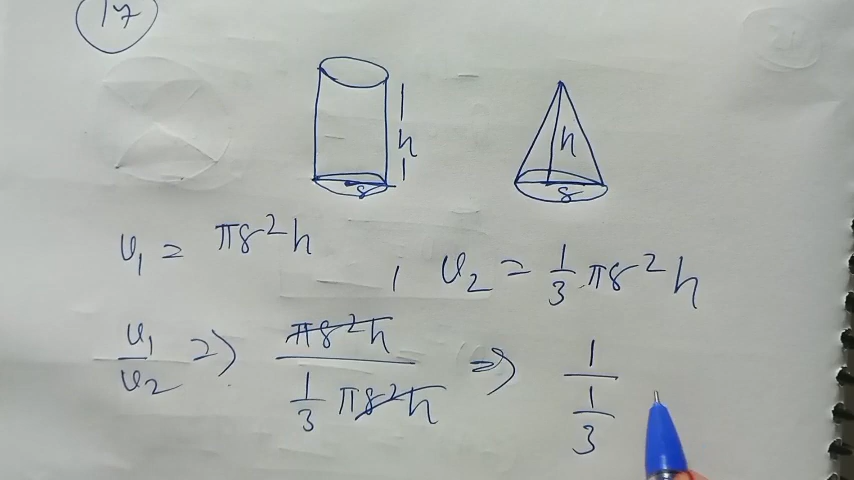 17
h h
r r
v₁ = πr²h , v₂ = 1/3 πr²h
v₁/v₂ => πr²h / 1/3 πr²h => 1 / 1/3